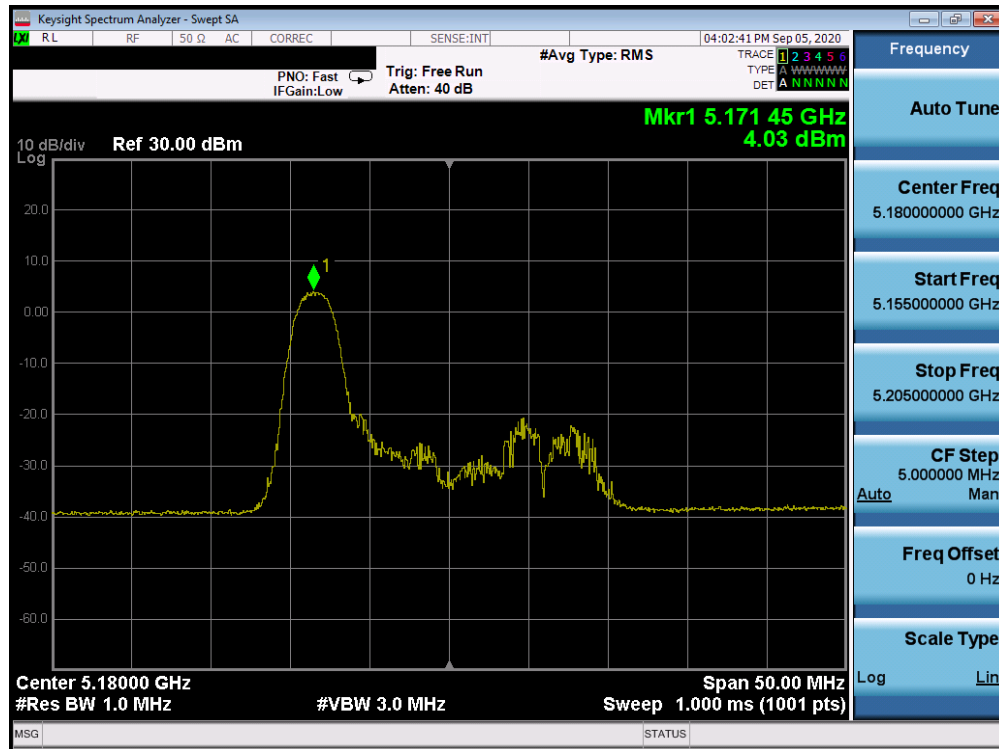 Keysight Spectrum Analyzer - Swept SA
LXI RL RF 50 Ω AC CORREC SENSE:INT 04:02:41 PM Sep 05, 2020
#Avg Type: RMS TRACE 1 2 3 4 5 6
PNO: Fast Trig: Free Run TYPE A WWWWW
IFGain:Low Atten: 40 dB DET A N N N N N
Mkr1 5.171 45 GHz
4.03 dBm
10 dB/div Ref 30.00 dBm
Log
1
20.0
10.0
0.00
-10.0
-20.0
-30.0
-40.0
-50.0
-60.0
Center 5.18000 GHz Span 50.00 MHz
#Res BW 1.0 MHz #VBW 3.0 MHz Sweep 1.000 ms (1001 pts)
MSG STATUS
Frequency
Auto Tune
Center Freq
5.180000000 GHz
Start Freq
5.155000000 GHz
Stop Freq
5.205000000 GHz
CF Step
5.000000 MHz
Auto Man
Freq Offset
0 Hz
Scale Type
Log Lin